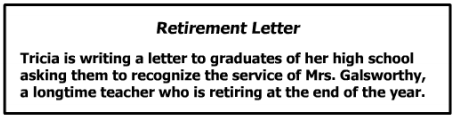 Retirement Letter
Tricia is writing a letter to graduates of her high school
asking them to recognize the service of Mrs. Galsworthy,
a longtime teacher who is retiring at the end of the year.